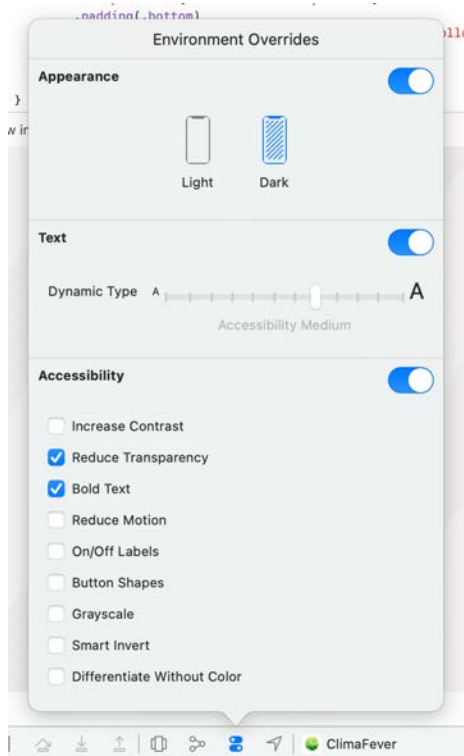 .padding(.bottom)
Environment Overrides
Appearance
}
Light Dark
Text
Dynamic Type A A
Accessibility Medium
Accessibility
Increase Contrast
Reduce Transparency
Bold Text
Reduce Motion
On/Off Labels
Button Shapes
Grayscale
Smart Invert
Differentiate Without Color
ClimaFever